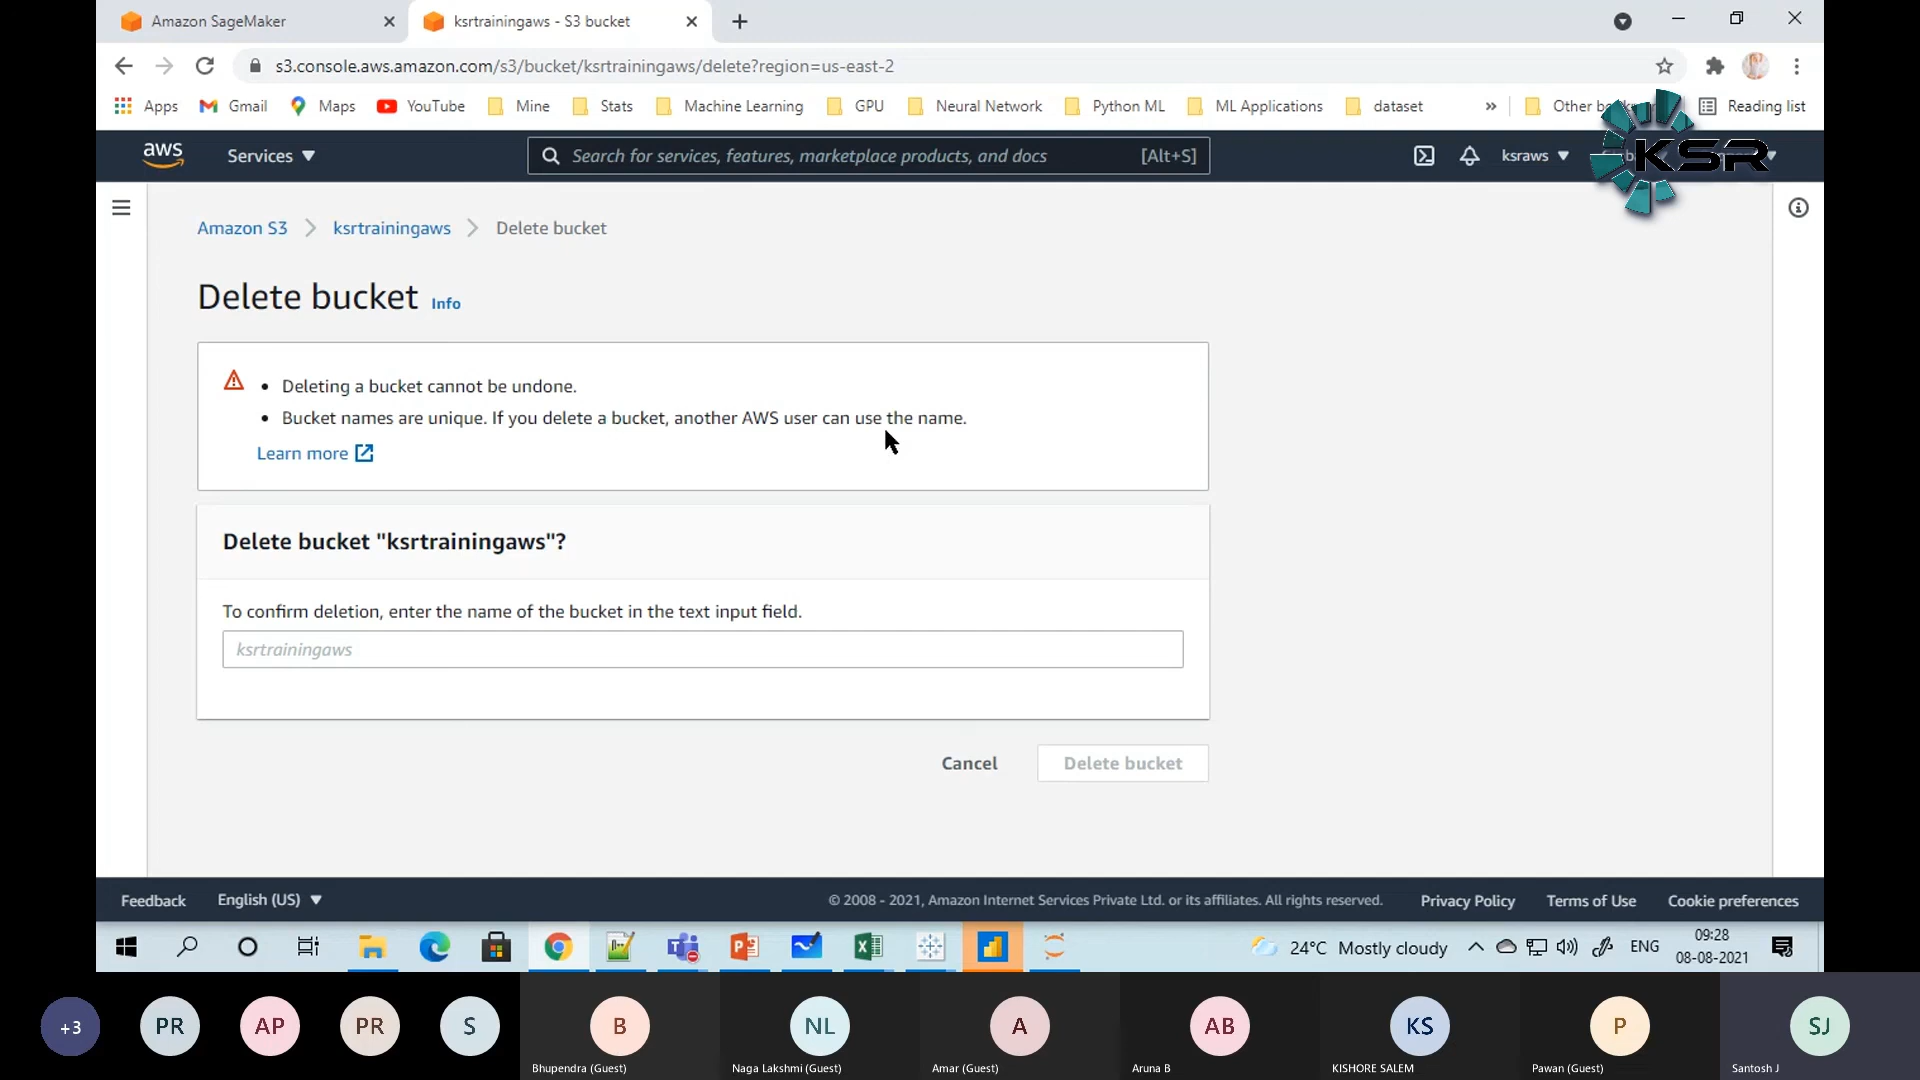 Amazon SageMaker
ksrtrainingaws - S3 bucket
s3.console.aws.amazon.com/s3/bucket/ksrtrainingaws/delete?region=us-east-2
Apps Gmail Maps YouTube Mine Stats Machine Learning GPU Neural Network Python ML ML Applications dataset » Other Reading list
aws Services Search for services, features, marketplace products, and docs [Alt+S] ksraws
KSR
Amazon S3 > ksrtrainingaws > Delete bucket
Delete bucket Info
• Deleting a bucket cannot be undone.
• Bucket names are unique. If you delete a bucket, another AWS user can use the name.
Learn more
Delete bucket "ksrtrainingaws"?
To confirm deletion, enter the name of the bucket in the text input field.
ksrtrainingaws
Cancel Delete bucket
Feedback English (US) © 2008 - 2021, Amazon Internet Services Private Ltd. or its affiliates. All rights reserved. Privacy Policy Terms of Use Cookie preferences
24°C Mostly cloudy ENG 09:28
08-08-2021
+3 PR AP PR S B NL A AB KS P SJ
Bhupendra (Guest) Naga Lakshmi (Guest) Amar (Guest) Aruna B KISHORE SALEM Pawan (Guest) Santosh J